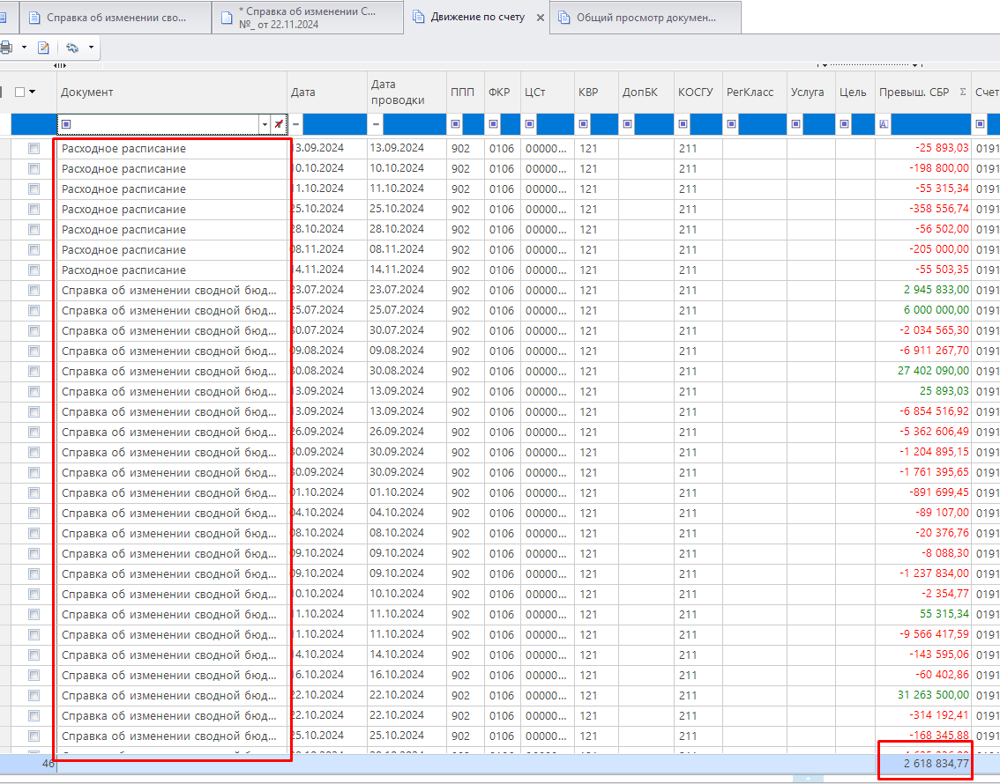 Справка об изменении сво...
* Справка об изменении С...
№_ от 22.11.2024
Движение по счету
Общий просмотр докумен...
Документ Дата Дата проводки ППП ФКР ЦСт КВР ДопБК КОСГУ РегКласс Услуга Цель Превыш. СБР Σ Счет
Расходное расписание 13.09.2024 13.09.2024 902 0106 00000... 121 211 -25 893,03 0191
Расходное расписание 10.10.2024 10.10.2024 902 0106 00000... 121 211 -198 800,00 0191
Расходное расписание 11.10.2024 11.10.2024 902 0106 00000... 121 211 -55 315,34 0191
Расходное расписание 25.10.2024 25.10.2024 902 0106 00000... 121 211 -358 556,74 0191
Расходное расписание 28.10.2024 28.10.2024 902 0106 00000... 121 211 -56 502,00 0191
Расходное расписание 08.11.2024 08.11.2024 902 0106 00000... 121 211 -205 000,00 0191
Расходное расписание 14.11.2024 14.11.2024 902 0106 00000... 121 211 -55 503,35 0191
Справка об изменении сводной бюд... 23.07.2024 23.07.2024 902 0106 00000... 121 211 2 945 833,00 0191
Справка об изменении сводной бюд... 25.07.2024 25.07.2024 902 0106 00000... 121 211 6 000 000,00 0191
Справка об изменении сводной бюд... 30.07.2024 30.07.2024 902 0106 00000... 121 211 -2 034 565,30 0191
Справка об изменении сводной бюд... 09.08.2024 09.08.2024 902 0106 00000... 121 211 -6 911 267,70 0191
Справка об изменении сводной бюд... 30.08.2024 30.08.2024 902 0106 00000... 121 211 27 402 090,00 0191
Справка об изменении сводной бюд... 13.09.2024 13.09.2024 902 0106 00000... 121 211 25 893,03 0191
Справка об изменении сводной бюд... 13.09.2024 13.09.2024 902 0106 00000... 121 211 -6 854 516,92 0191
Справка об изменении сводной бюд... 26.09.2024 26.09.2024 902 0106 00000... 121 211 -5 362 606,49 0191
Справка об изменении сводной бюд... 30.09.2024 30.09.2024 902 0106 00000... 121 211 -1 204 895,15 0191
Справка об изменении сводной бюд... 30.09.2024 30.09.2024 902 0106 00000... 121 211 -1 761 395,65 0191
Справка об изменении сводной бюд... 01.10.2024 01.10.2024 902 0106 00000... 121 211 -891 699,45 0191
Справка об изменении сводной бюд... 04.10.2024 04.10.2024 902 0106 00000... 121 211 -89 107,00 0191
Справка об изменении сводной бюд... 08.10.2024 08.10.2024 902 0106 00000... 121 211 -20 376,76 0191
Справка об изменении сводной бюд... 09.10.2024 09.10.2024 902 0106 00000... 121 211 -8 088,30 0191
Справка об изменении сводной бюд... 09.10.2024 09.10.2024 902 0106 00000... 121 211 -1 237 834,00 0191
Справка об изменении сводной бюд... 10.10.2024 10.10.2024 902 0106 00000... 121 211 -2 354,77 0191
Справка об изменении сводной бюд... 11.10.2024 11.10.2024 902 0106 00000... 121 211 55 315,34 0191
Справка об изменении сводной бюд... 11.10.2024 11.10.2024 902 0106 00000... 121 211 -9 566 417,59 0191
Справка об изменении сводной бюд... 14.10.2024 14.10.2024 902 0106 00000... 121 211 -143 595,06 0191
Справка об изменении сводной бюд... 16.10.2024 16.10.2024 902 0106 00000... 121 211 -60 402,86 0191
Справка об изменении сводной бюд... 22.10.2024 22.10.2024 902 0106 00000... 121 211 31 263 500,00 0191
Справка об изменении сводной бюд... 22.10.2024 22.10.2024 902 0106 00000... 121 211 -314 192,41 0191
Справка об изменении сводной бюд... 25.10.2024 25.10.2024 902 0106 00000... 121 211 -168 345,88 0191
46 2 618 834,77